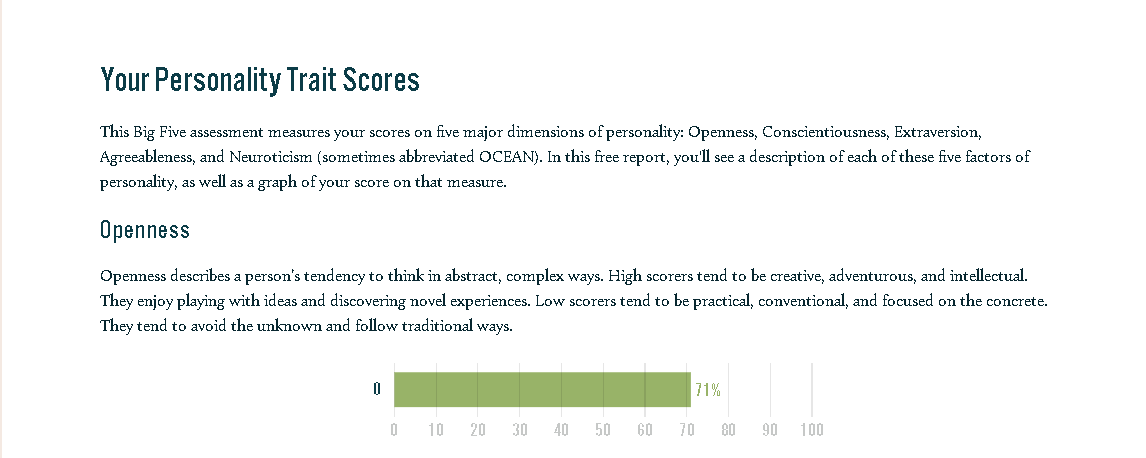 Your Personality Trait Scores
This Big Five assessment measures your scores on five major dimensions of personality: Openness, Conscientiousness, Extraversion,
Agreeableness, and Neuroticism (sometimes abbreviated OCEAN). In this free report, you'll see a description of each of these five factors of
personality, as well as a graph of your score on that measure.
Openness
Openness describes a person's tendency to think in abstract, complex ways. High scorers tend to be creative, adventurous, and intellectual.
They enjoy playing with ideas and discovering novel experiences. Low scorers tend to be practical, conventional, and focused on the concrete.
They tend to avoid the unknown and follow traditional ways.
O 71%
0 10 20 30 40 50 60 70 80 90 100